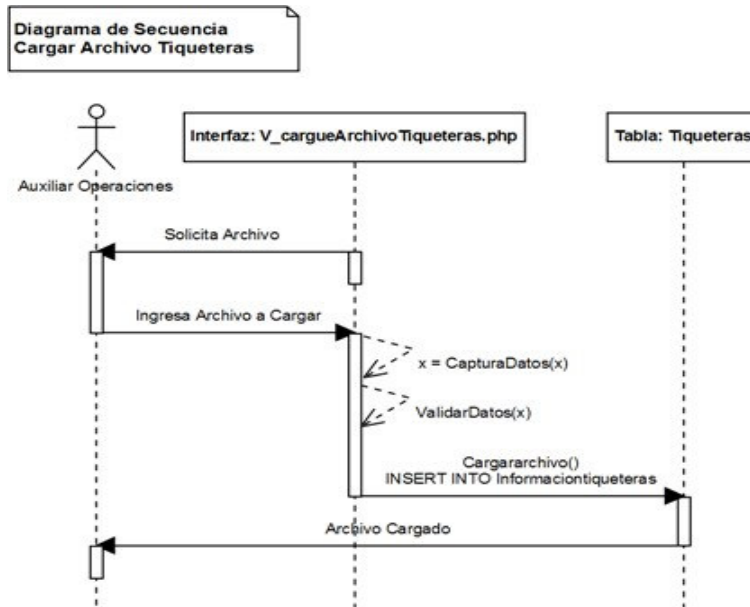 Diagrama de Secuencia
Cargar Archivo Tiqueteras
Interfaz: V_cargueArchivoTiqueteras.php
Tabla: Tiqueteras
Auxiliar Operaciones
Solicita Archivo
Ingresa Archivo a Cargar
x = CapturaDatos(x)
ValidarDatos(x)
Cargararchivo()
INSERT INTO Informaciontiqueteras
Archivo Cargado